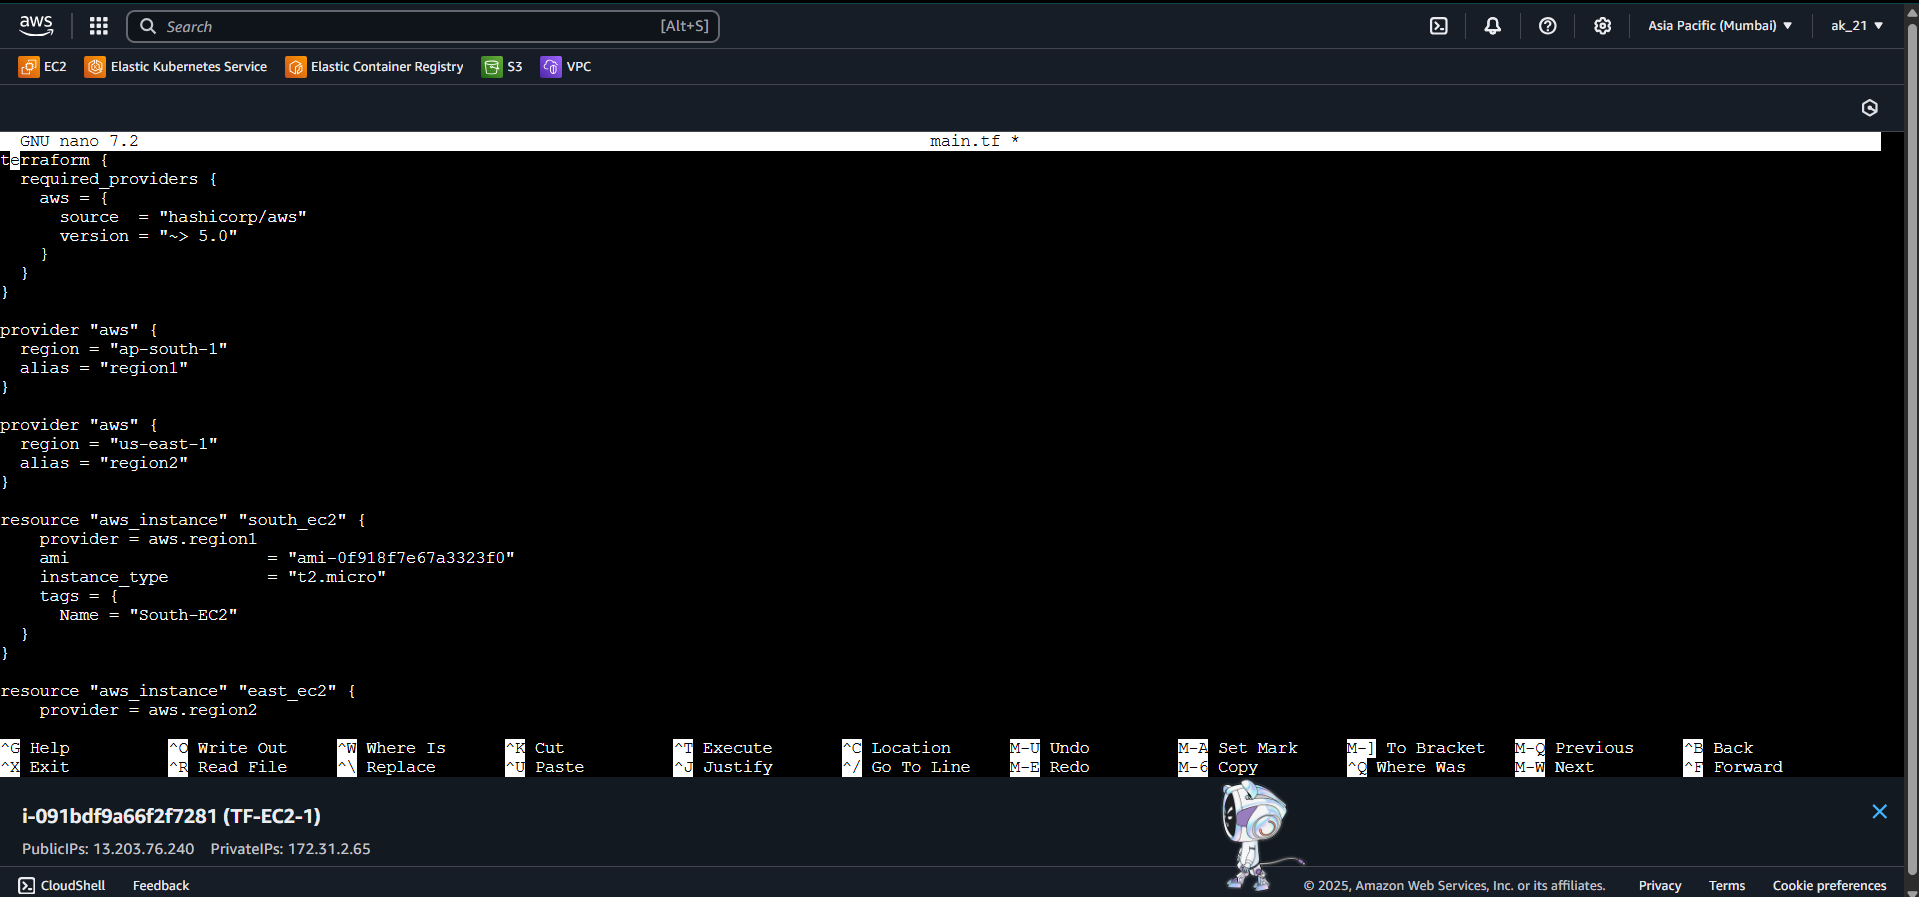 aws Search [Alt+S] Asia Pacific (Mumbai) ▼ ak_21 ▼
EC2 Elastic Kubernetes Service Elastic Container Registry S3 VPC
GNU nano 7.2 main.tf *
terraform {
  required_providers {
    aws = {
      source  = "hashicorp/aws"
      version = "~> 5.0"
    }
  }
}

provider "aws" {
  region = "ap-south-1"
  alias = "region1"
}

provider "aws" {
  region = "us-east-1"
  alias = "region2"
}

resource "aws_instance" "south_ec2" {
    provider = aws.region1
    ami                    = "ami-0f918f7e67a3323f0"
    instance_type          = "t2.micro"
    tags = {
      Name = "South-EC2"
  }
}

resource "aws_instance" "east_ec2" {
    provider = aws.region2

^G Help ^O Write Out ^W Where Is ^K Cut ^T Execute ^C Location M-U Undo M-A Set Mark M-] To Bracket M-Q Previous ^B Back
^X Exit ^R Read File ^\ Replace ^U Paste ^J Justify ^/ Go To Line M-E Redo M-6 Copy ^Q Where Was M-W Next ^F Forward
i-091bdf9a66f2f7281 (TF-EC2-1)
PublicIPs: 13.203.76.240 PrivateIPs: 172.31.2.65
CloudShell Feedback © 2025, Amazon Web Services, Inc. or its affiliates. Privacy Terms Cookie preferences